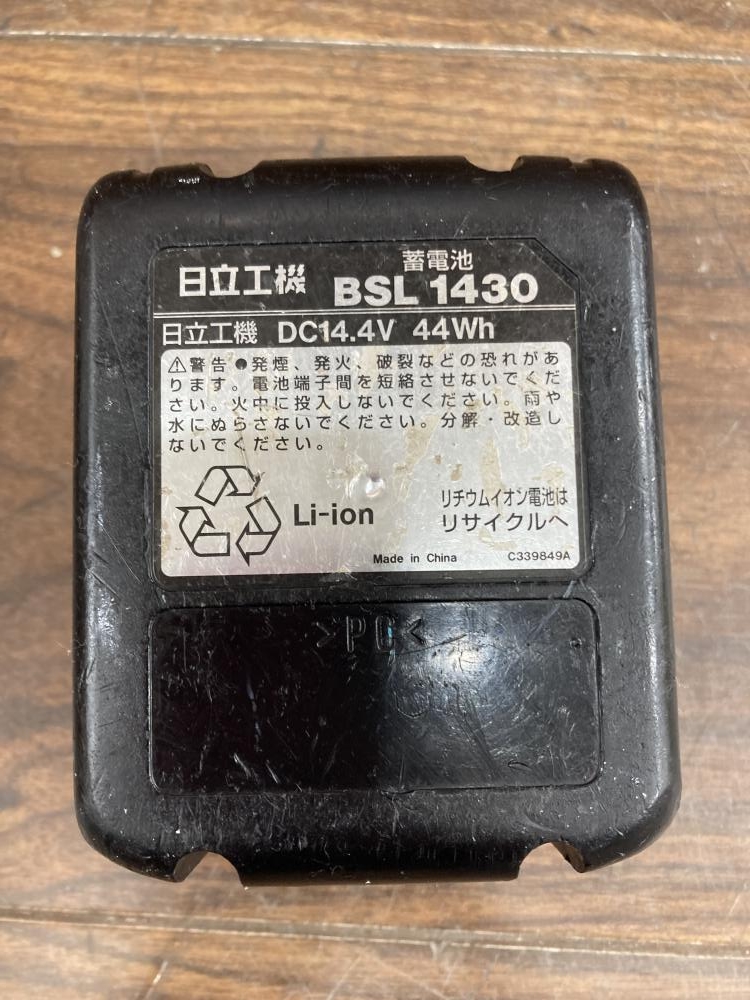 日立工機
蓄電池
BSL 1430
日立工機 DC14.4V 44Wh
⚠警告●発煙、発火、破裂などの恐れがあ
ります。電池端子間を短絡させないでくだ
さい。火中に投入しないでください。雨や
水にぬらさないでください。分解・改造し
ないでください。
Li-ion
リチウムイオン電池は
リサイクルへ
Made in China C339849A
>PC<